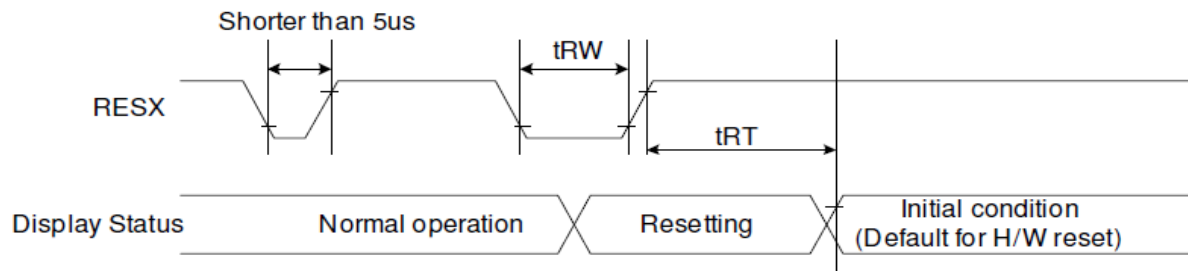 Shorter than 5us
tRW
RESX
tRT
Display Status
Normal operation
Resetting
Initial condition
(Default for H/W reset)